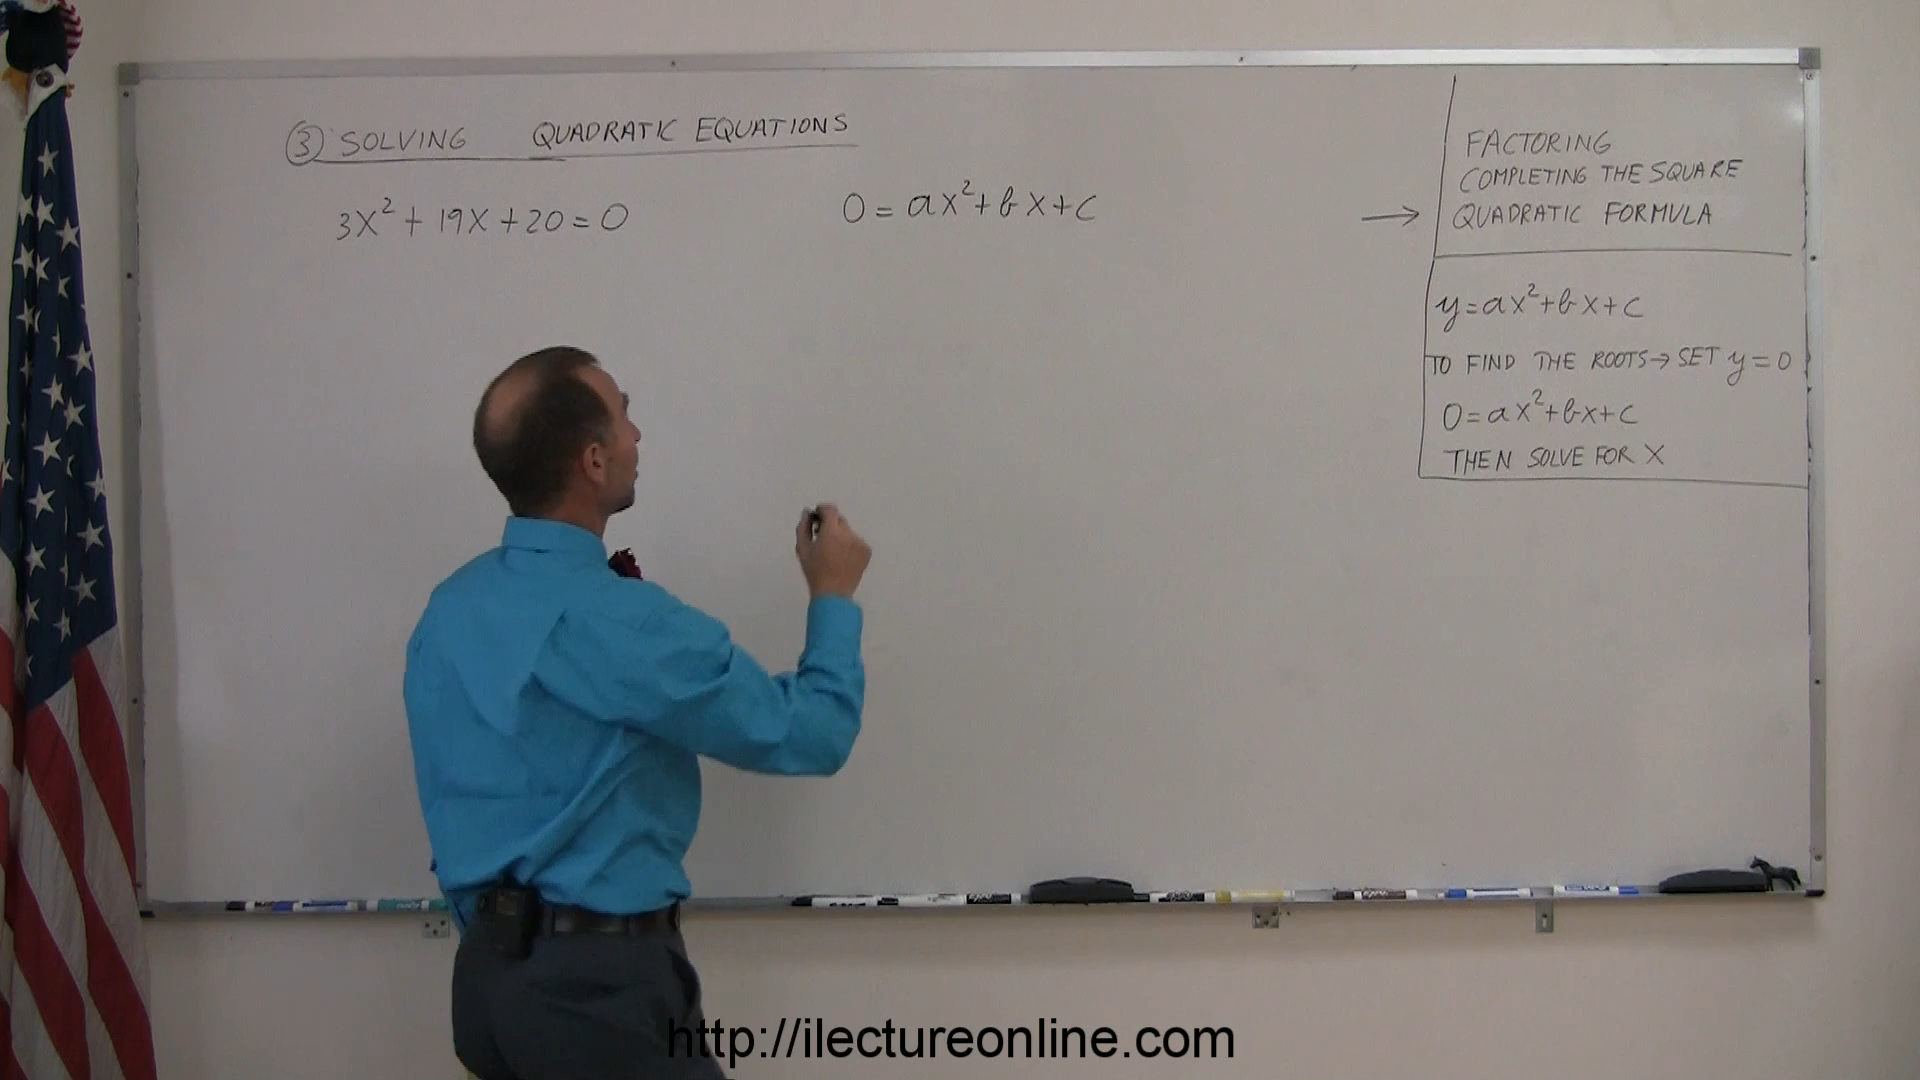 ③ SOLVING QUADRATIC EQUATIONS
3x² + 19x + 20 = 0
0 = ax² + bx + c
→
FACTORING
COMPLETING THE SQUARE
QUADRATIC FORMULA
y = ax² + bx + c
TO FIND THE ROOTS → SET y = 0
0 = ax² + bx + c
THEN SOLVE FOR X
http://ilectureonline.com